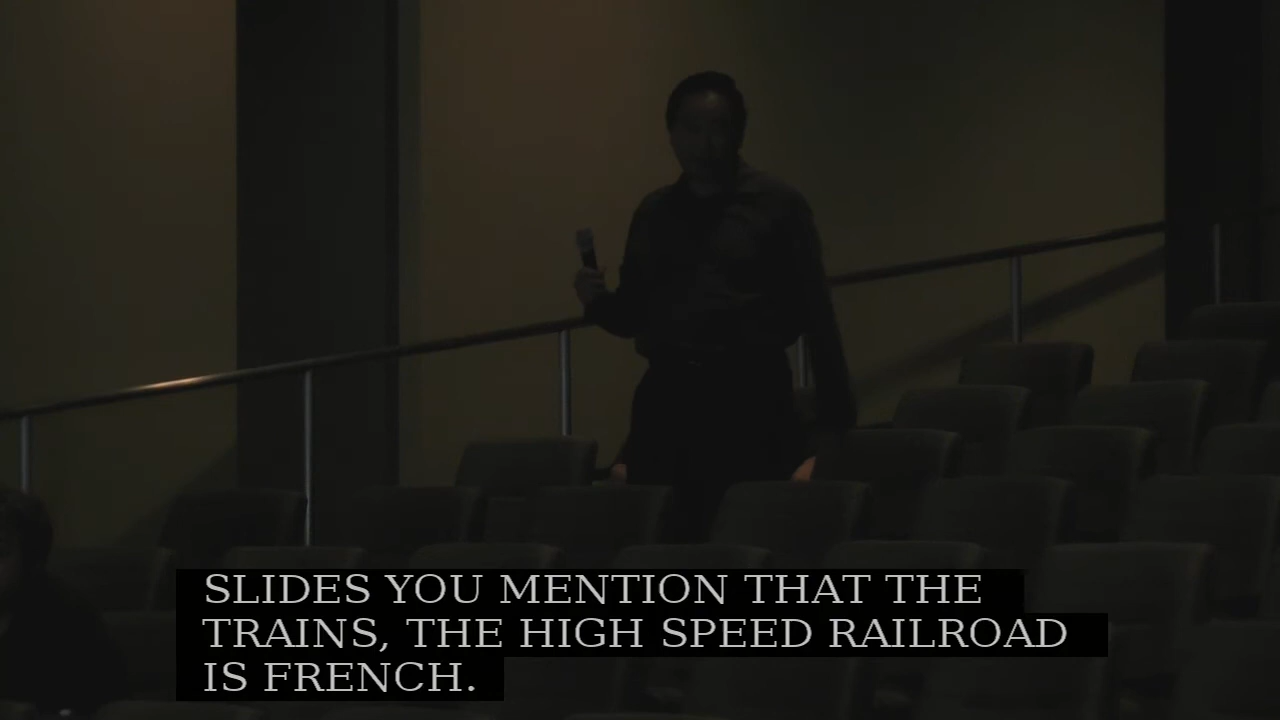 SLIDES YOU MENTION THAT THE
TRAINS, THE HIGH SPEED RAILROAD
IS FRENCH.